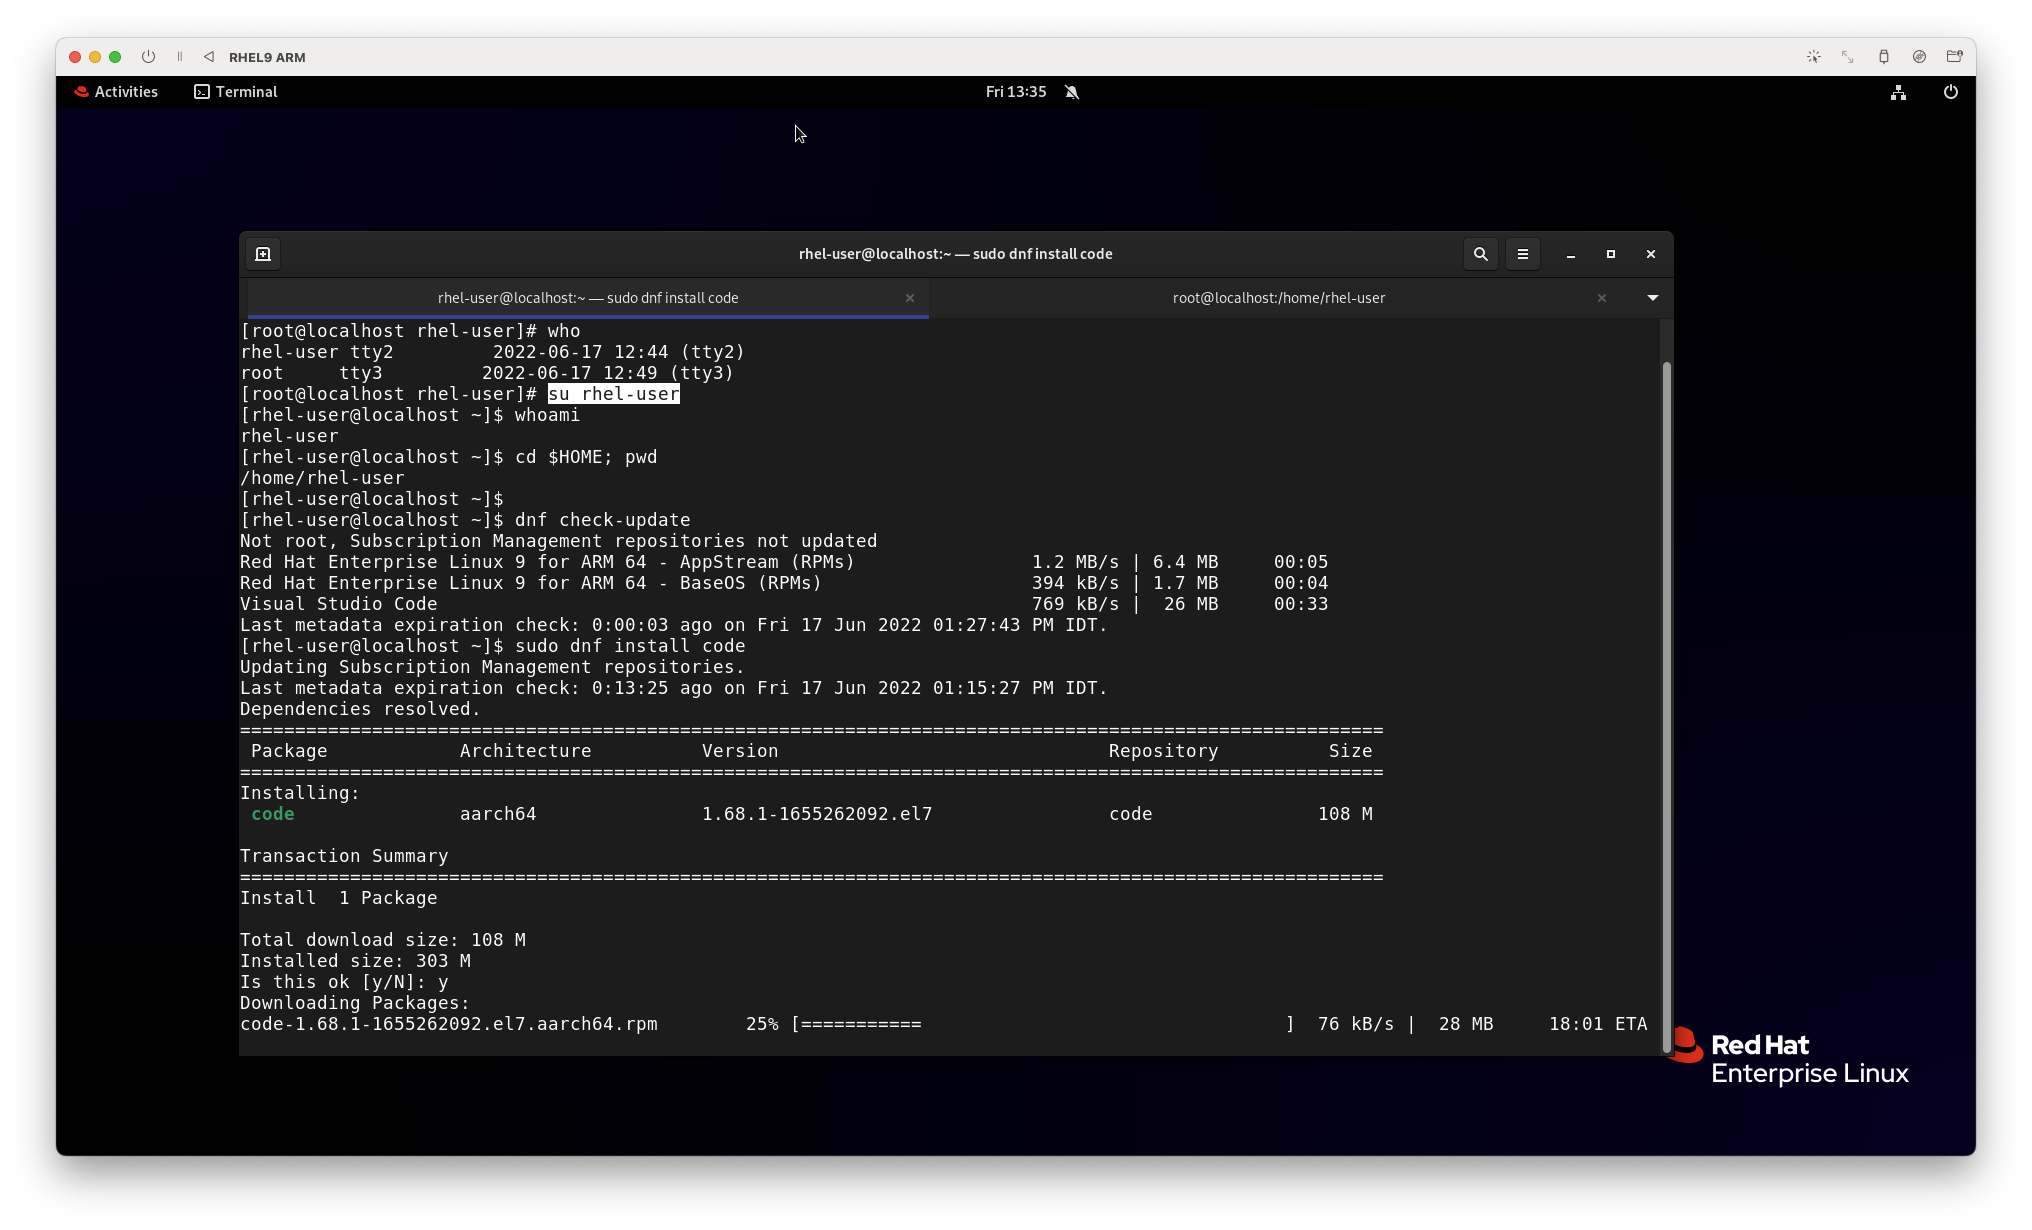 RHEL9 ARM
Activities Terminal Fri 13:35
rhel-user@localhost:~ — sudo dnf install code
rhel-user@localhost:~ — sudo dnf install code root@localhost:/home/rhel-user
[root@localhost rhel-user]# who
rhel-user tty2         2022-06-17 12:44 (tty2)
root     tty3         2022-06-17 12:49 (tty3)
[root@localhost rhel-user]# su rhel-user
[rhel-user@localhost ~]$ whoami
rhel-user
[rhel-user@localhost ~]$ cd $HOME; pwd
/home/rhel-user
[rhel-user@localhost ~]$
[rhel-user@localhost ~]$ dnf check-update
Not root, Subscription Management repositories not updated
Red Hat Enterprise Linux 9 for ARM 64 - AppStream (RPMs)                1.2 MB/s | 6.4 MB     00:05
Red Hat Enterprise Linux 9 for ARM 64 - BaseOS (RPMs)                   394 kB/s | 1.7 MB     00:04
Visual Studio Code                                                      769 kB/s |  26 MB     00:33
Last metadata expiration check: 0:00:03 ago on Fri 17 Jun 2022 01:27:43 PM IDT.
[rhel-user@localhost ~]$ sudo dnf install code
Updating Subscription Management repositories.
Last metadata expiration check: 0:13:25 ago on Fri 17 Jun 2022 01:15:27 PM IDT.
Dependencies resolved.
========================================================================================================
 Package            Architecture          Version                              Repository          Size
========================================================================================================
Installing:
 code               aarch64               1.68.1-1655262092.el7                code               108 M

Transaction Summary
========================================================================================================
Install  1 Package

Total download size: 108 M
Installed size: 303 M
Is this ok [y/N]: y
Downloading Packages:
code-1.68.1-1655262092.el7.aarch64.rpm        25% [===========                                 ]  76 kB/s |  28 MB     18:01 ETA
Red Hat
Enterprise Linux